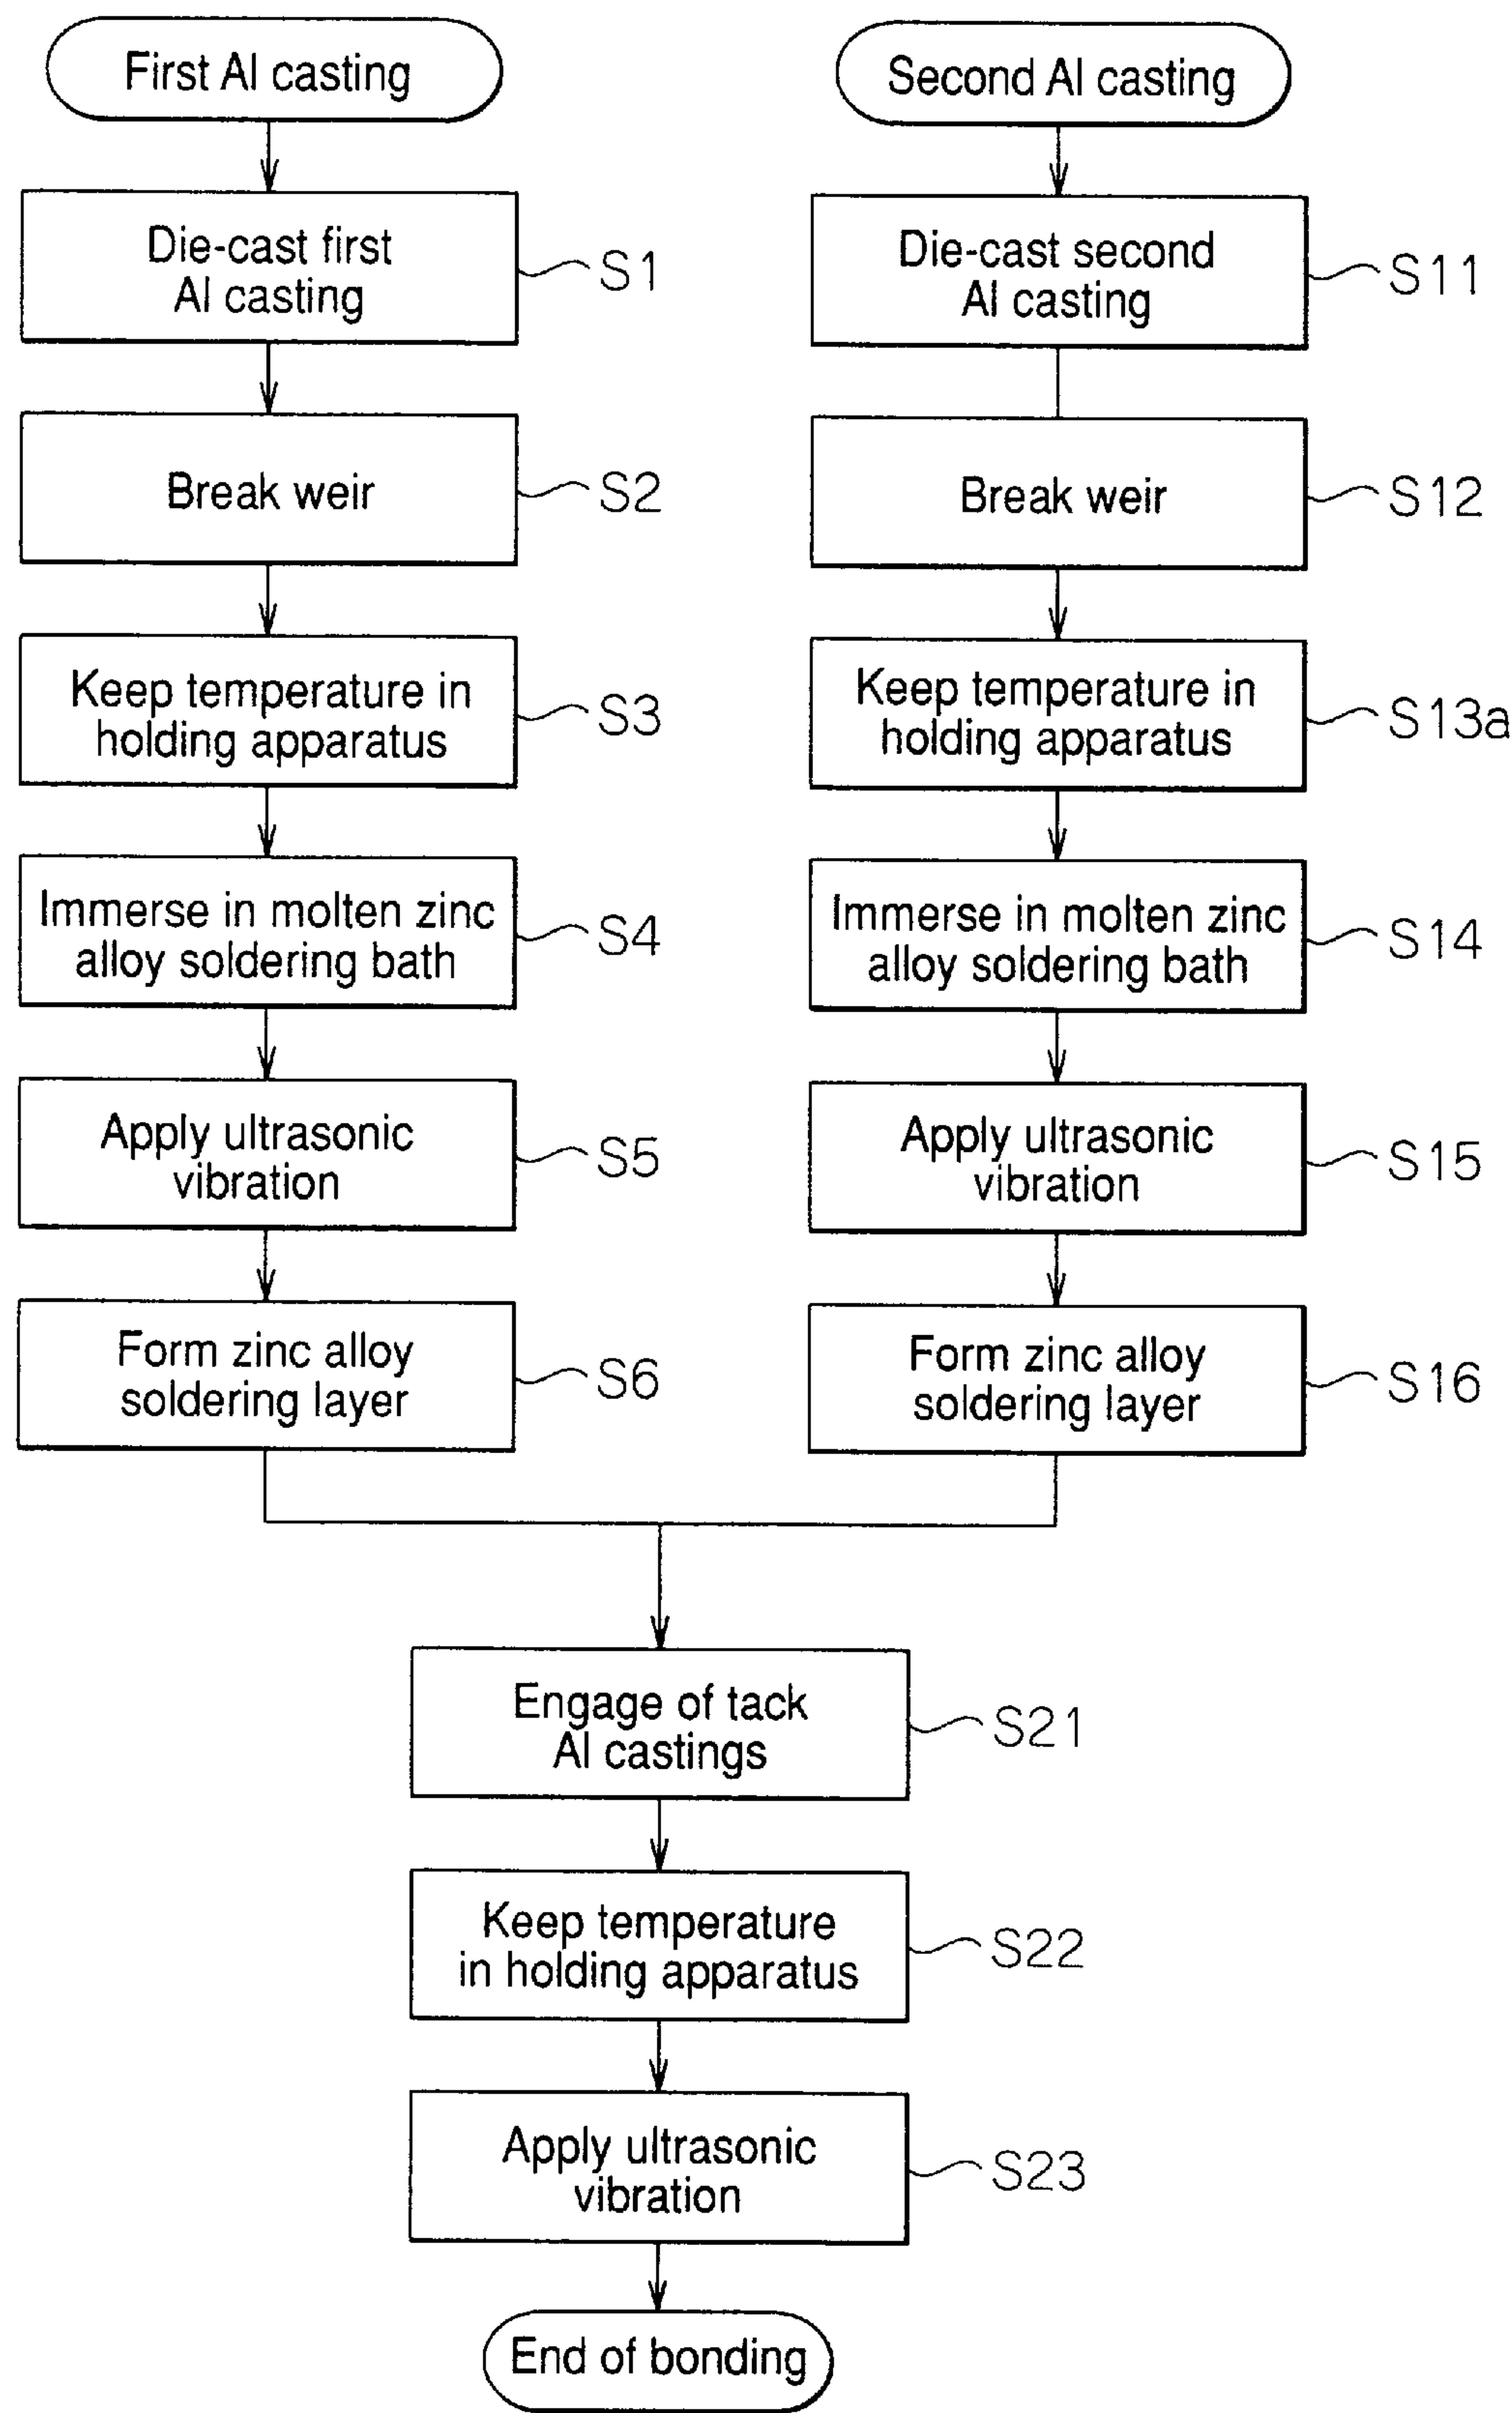 First Al casting
Die-cast first
Al casting
S1
Break weir
S2
Keep temperature in
holding apparatus
S3
Immerse in molten zinc
alloy soldering bath
S4
Apply ultrasonic
vibration
S5
Form zinc alloy
soldering layer
S6
Second Al casting
Die-cast second
Al casting
S11
Break weir
S12
Keep temperature in
holding apparatus
S13a
Immerse in molten zinc
alloy soldering bath
S14
Apply ultrasonic
vibration
S15
Form zinc alloy
soldering layer
S16
Engage of tack
Al castings
S21
Keep temperature
in holding apparatus
S22
Apply ultrasonic
vibration
S23
End of bonding